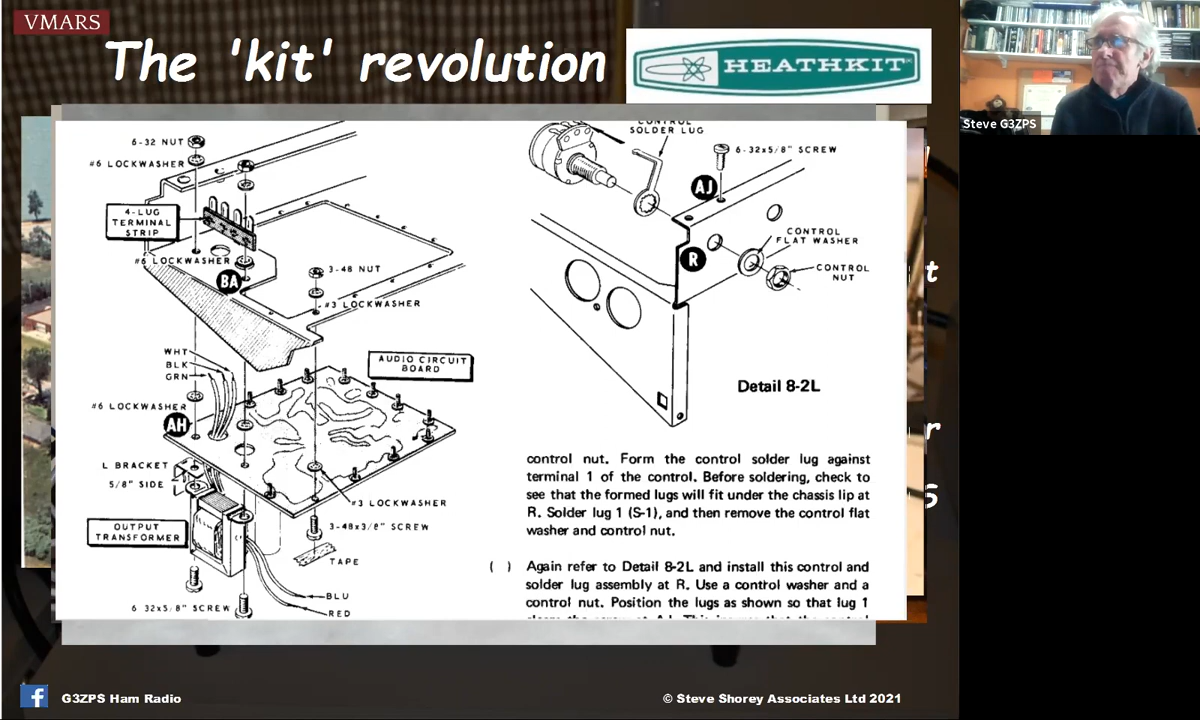 VMARS
The 'kit' revolution
HEATHKIT
Steve G3ZPS
6-32 NUT
#6 LOCKWASHER
4-LUG
TERMINAL
STRIP
#6 LOCKWASHER
BA
3-48 NUT
#3 LOCKWASHER
WHT
BLK
GRN
AUDIO CIRCUIT
BOARD
#6 LOCKWASHER
AH
L BRACKET
5/8" SIDE
#3 LOCKWASHER
OUTPUT
TRANSFORMER
3-48x3/8" SCREW
TAPE
BLU
6 32x5/8" SCREW
RED
CONTROL
SOLDER LUG
6-32x5/8" SCREW
AJ
CONTROL
FLAT WASHER
R
CONTROL
NUT
Detail 8-2L
control nut. Form the control solder lug against
terminal 1 of the control. Before soldering, check to
see that the formed lugs will fit under the chassis lip at
R. Solder lug 1 (S-1), and then remove the control flat
washer and control nut.
( ) Again refer to Detail 8-2L and install this control and
solder lug assembly at R. Use a control washer and a
control nut. Position the lugs as shown so that lug 1
t
r
S
G3ZPS Ham Radio
© Steve Shorey Associates Ltd 2021